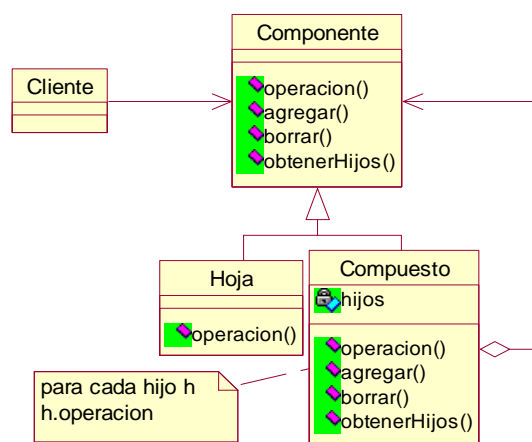 Componente
operacion()
agregar()
borrar()
obtenerHijos()
Cliente
Hoja
operacion()
Compuesto
hijos
operacion()
agregar()
borrar()
obtenerHijos()
para cada hijo h
h.operacion